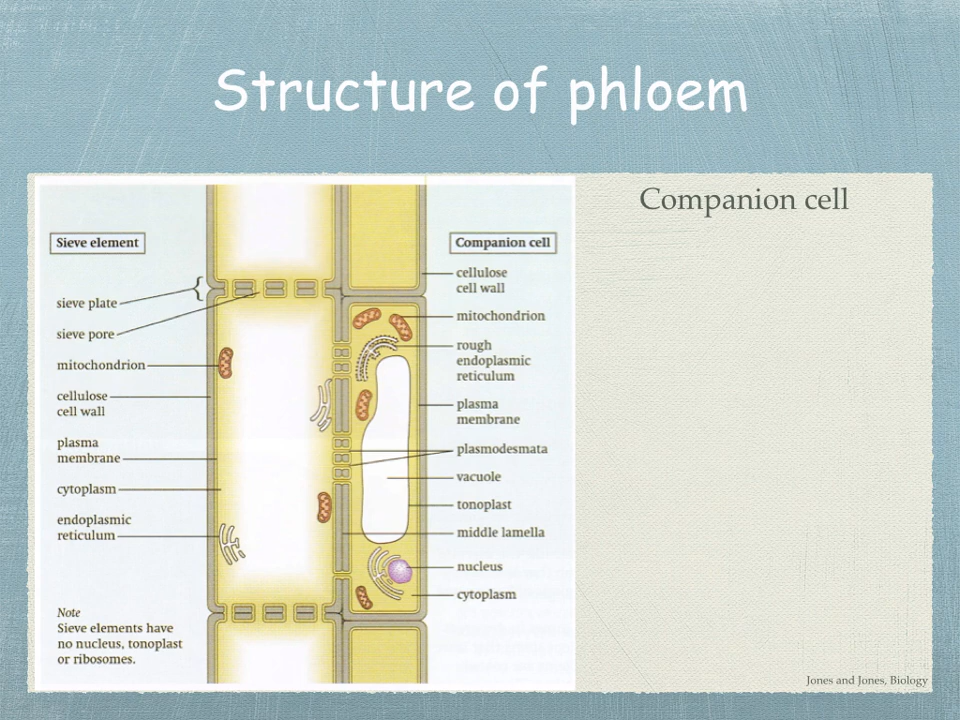 Structure of phloem
Companion cell
Sieve element
sieve plate
sieve pore
mitochondrion
cellulose
cell wall
plasma
membrane
cytoplasm
endoplasmic
reticulum
Note
Sieve elements have
no nucleus, tonoplast
or ribosomes.
Companion cell
cellulose
cell wall
mitochondrion
rough
endoplasmic
reticulum
plasma
membrane
plasmodesmata
vacuole
tonoplast
middle lamella
nucleus
cytoplasm
Jones and Jones, Biology